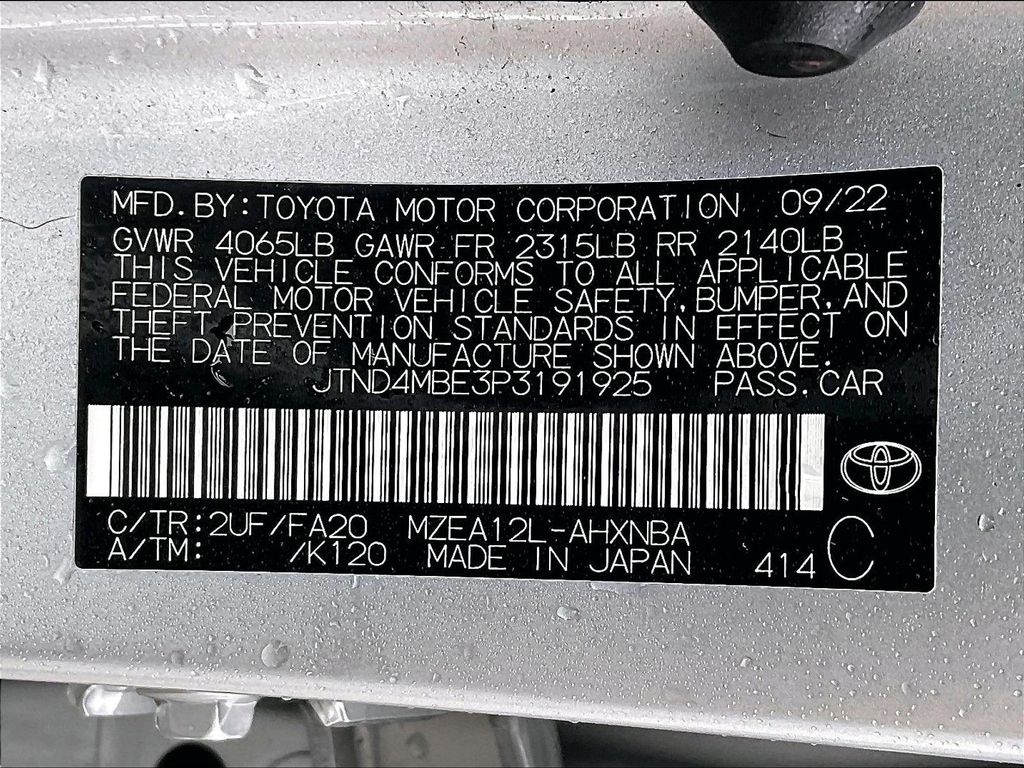 MFD.BY:TOYOTA MOTOR CORPORATION 09/22
GVWR 4065LB GAWR FR 2315LB RR 2140LB
THIS VEHICLE CONFORMS TO ALL APPLICABLE
FEDERAL MOTOR VEHICLE SAFETY,BUMPER,AND
THEFT PREVENTION STANDARDS IN EFFECT ON
THE DATE OF MANUFACTURE SHOWN ABOVE.
JTND4MBE3P3191925 PASS.CAR
C/TR:2UF/FA20 MZEA12L-AHXNBA
A/TM: /K120 MADE IN JAPAN 414 C